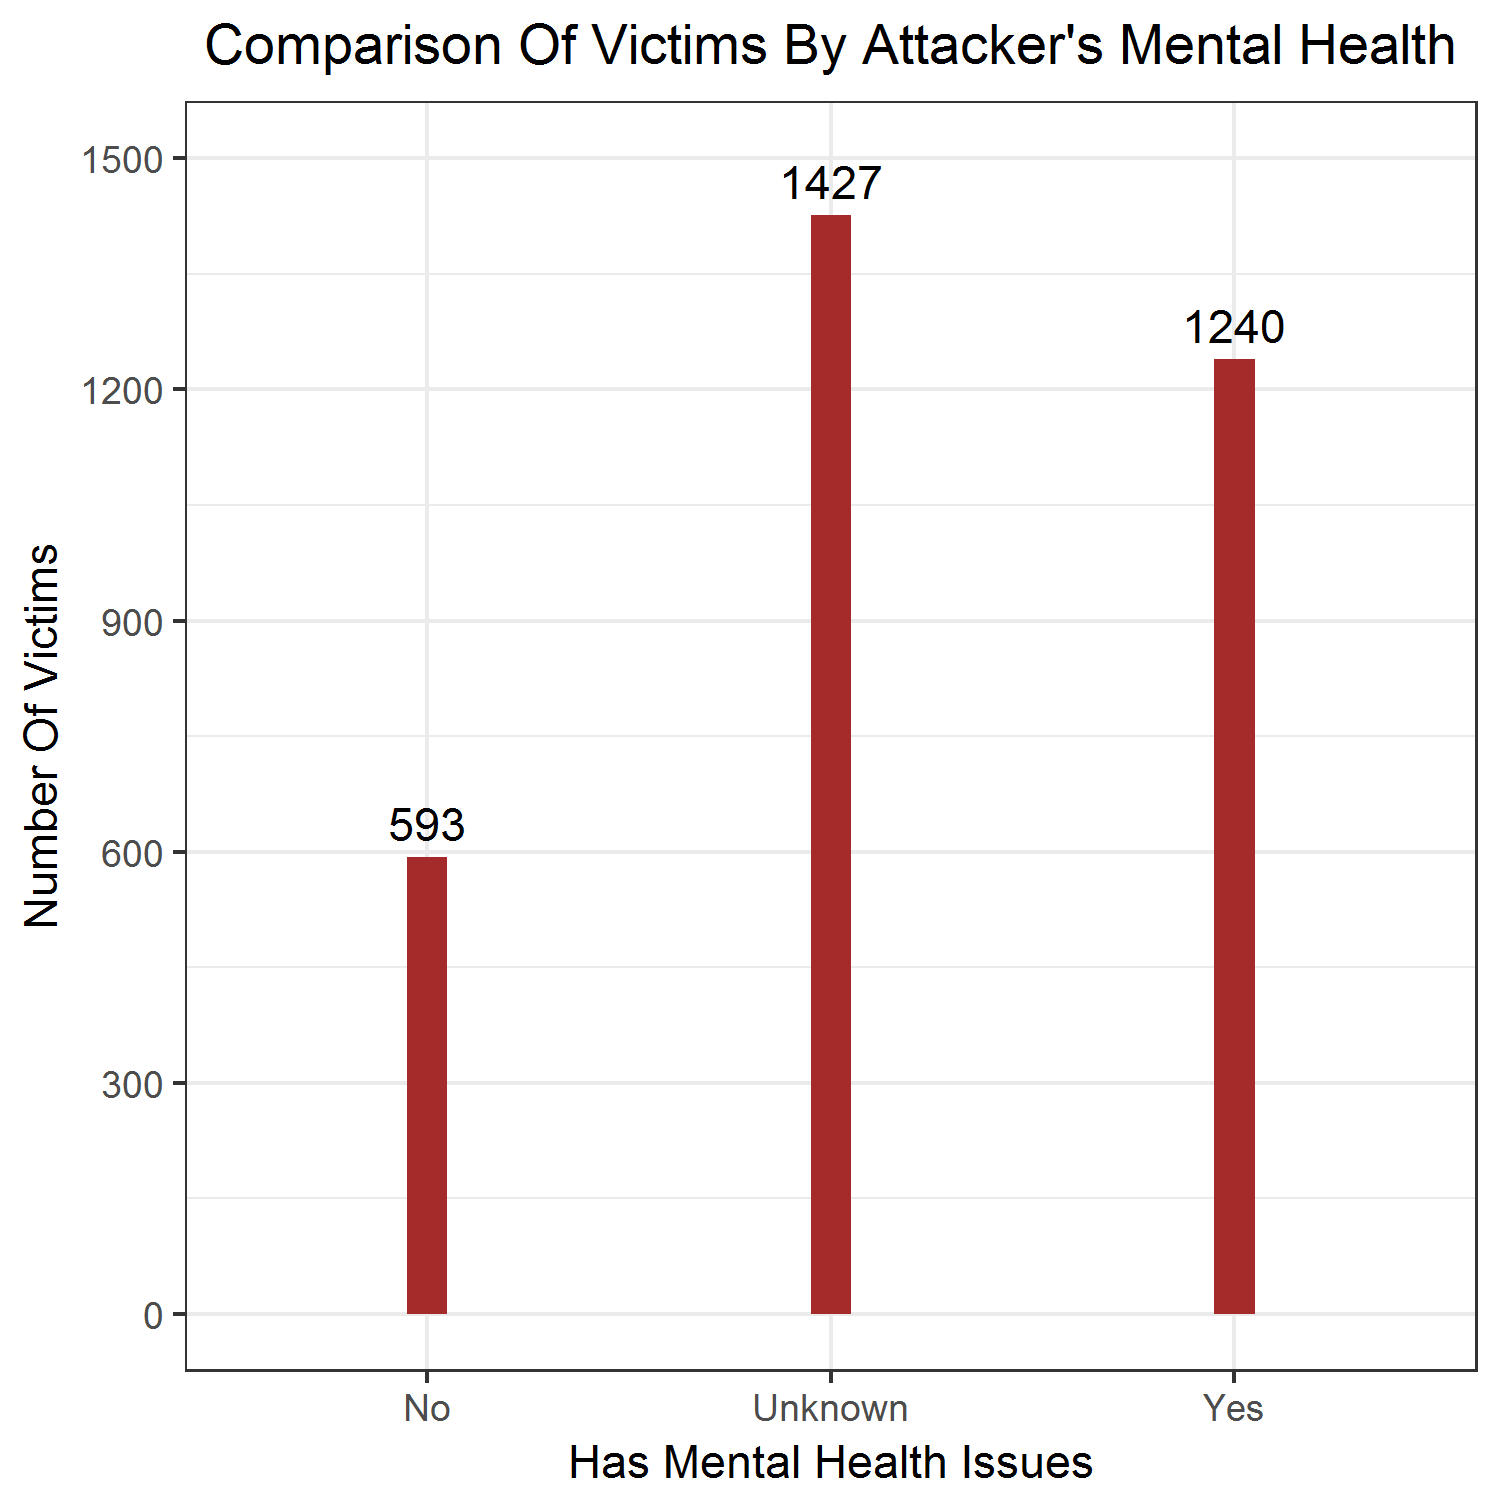 Comparison Of Victims By Attacker's Mental Health
Number Of Victims
1500
1200
900
600
300
0
593
1427
1240
No
Unknown
Yes
Has Mental Health Issues